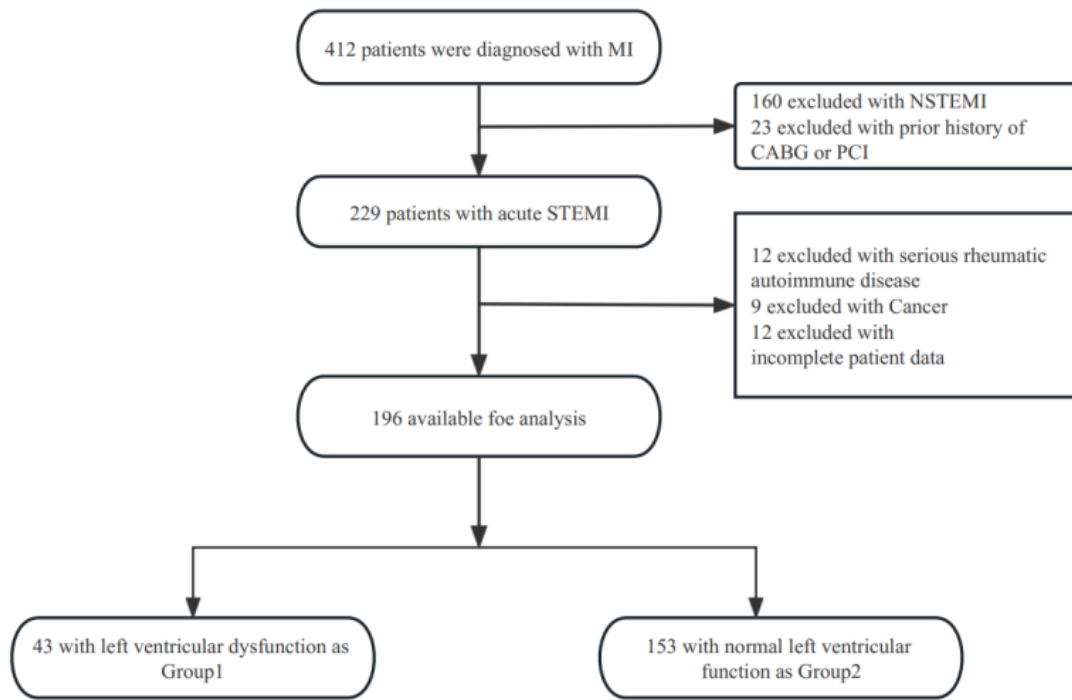 412 patients were diagnosed with MI
160 excluded with NSTEMI
23 excluded with prior history of
CABG or PCI
229 patients with acute STEMI
12 excluded with serious rheumatic
autoimmune disease
9 excluded with Cancer
12 excluded with
incomplete patient data
196 available foe analysis
43 with left ventricular dysfunction as
Group1
153 with normal left ventricular
function as Group2